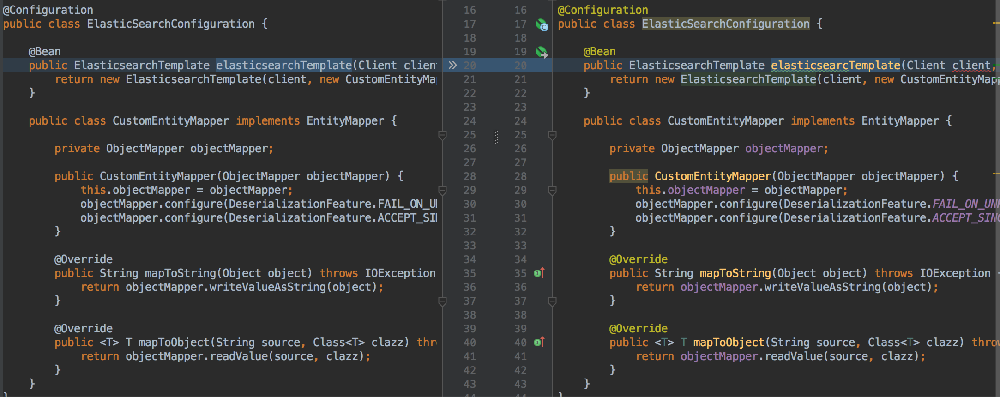 @Configuration
public class ElasticSearchConfiguration {
@Bean
public ElasticsearchTemplate elasticsearchTemplate(Client clien
return new ElasticsearchTemplate(client, new CustomEntityMa
}
public class CustomEntityMapper implements EntityMapper {
private ObjectMapper objectMapper;
public CustomEntityMapper(ObjectMapper objectMapper) {
this.objectMapper = objectMapper;
objectMapper.configure(DeserializationFeature.FAIL_ON_U
objectMapper.configure(DeserializationFeature.ACCEPT_SI
}
@Override
public String mapToString(Object object) throws IOException
return objectMapper.writeValueAsString(object);
}
@Override
public <T> T mapToObject(String source, Class<T> clazz) thr
return objectMapper.readValue(source, clazz);
}
}
}
16 16
17 17
18 18
19 19
20 20
21 21
22 22
23 23
24 24
25 25
26 26
27 27
28 28
29 29
30 30
31 31
32 32
33 33
34 34
35 35
36 36
37 37
38 38
39 39
40 40
41 41
42 42
43 43
44 44
@Configuration
public class ElasticSearchConfiguration {
@Bean
public ElasticsearchTemplate elasticsearcTemplate(Client client,
return new ElasticsearchTemplate(client, new CustomEntityMapp
}
public class CustomEntityMapper implements EntityMapper {
private ObjectMapper objectMapper;
public CustomEntityMapper(ObjectMapper objectMapper) {
this.objectMapper = objectMapper;
objectMapper.configure(DeserializationFeature.FAIL_ON_UN
objectMapper.configure(DeserializationFeature.ACCEPT_SING
}
@Override
public String mapToString(Object object) throws IOException
return objectMapper.writeValueAsString(object);
}
@Override
public <T> T mapToObject(String source, Class<T> clazz) throw
return objectMapper.readValue(source, clazz);
}
}
}